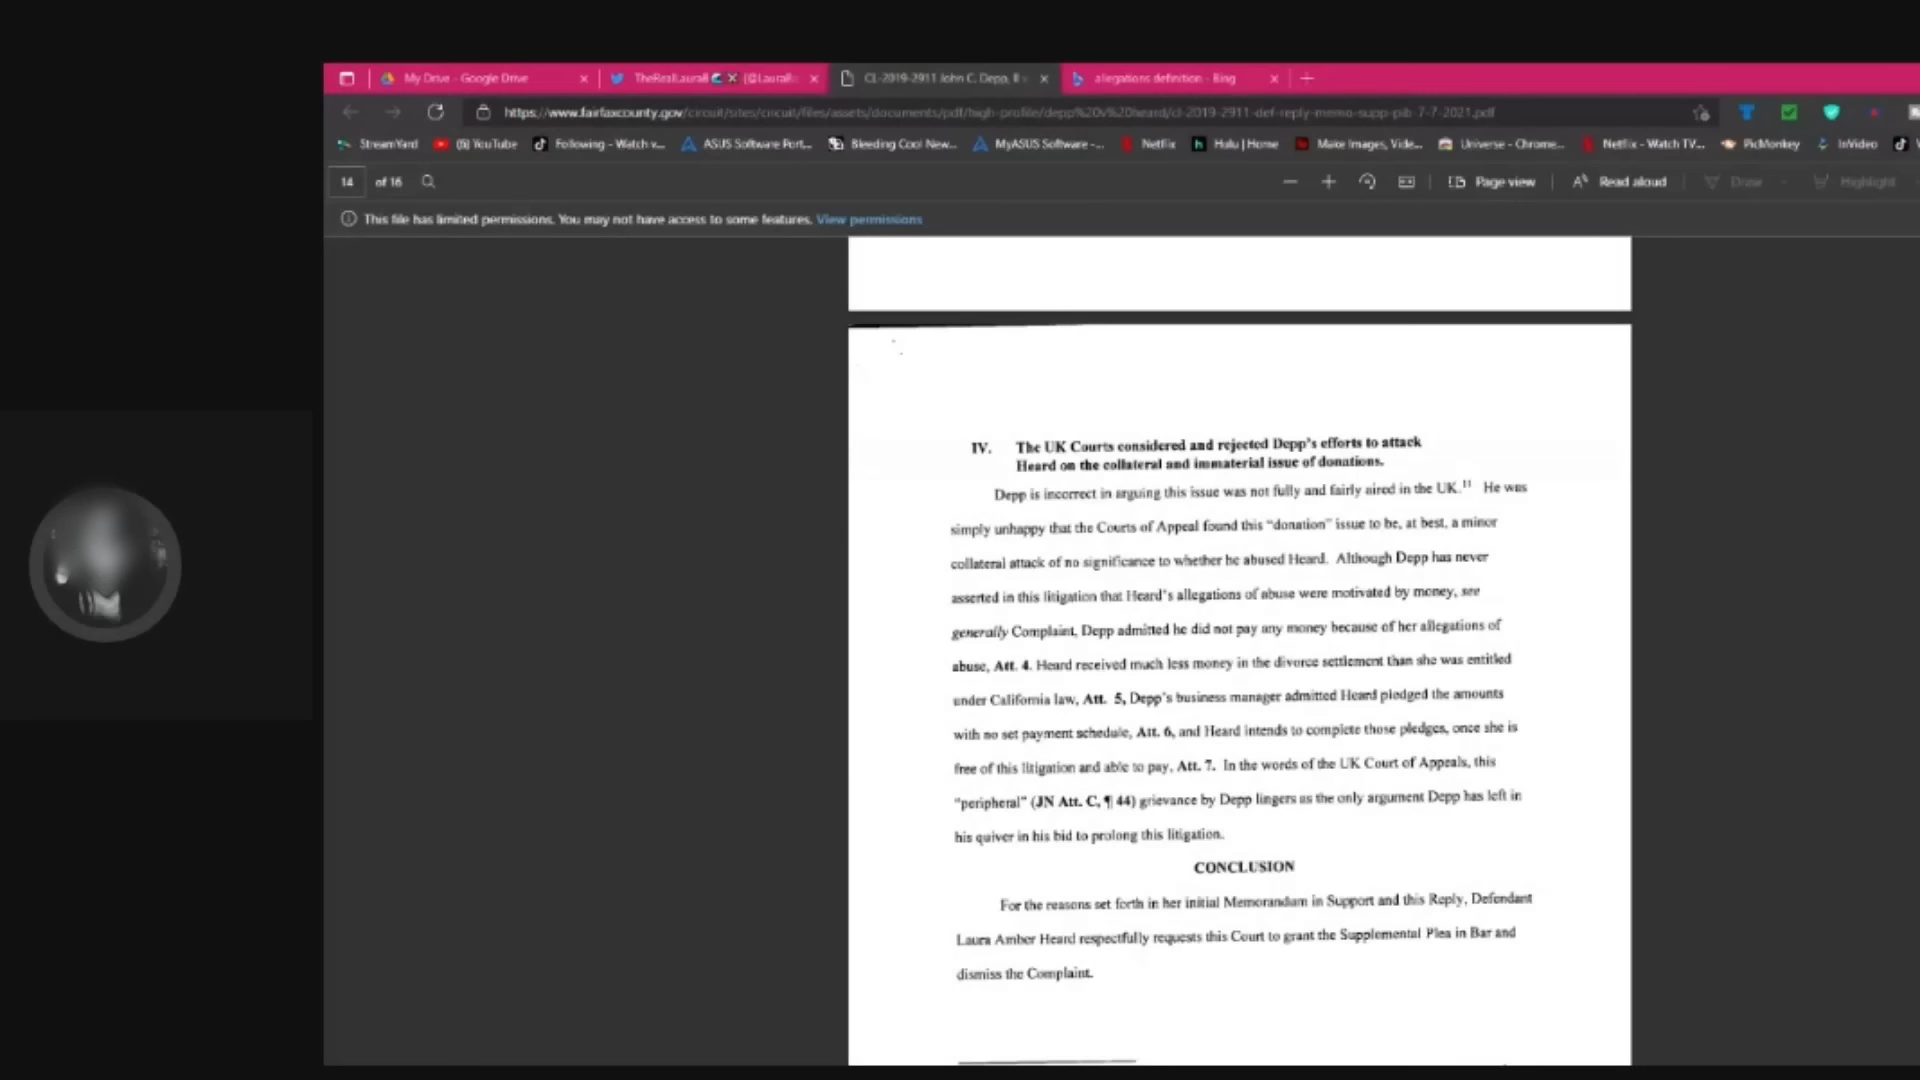 My Drive - Google Drive
TheRealLauraB (@LauraB
CL-2019-2911 John C. Depp, II
allegations definition - Bing
https://www.fairfaxcounty.gov/circuit/sites/circuit/files/assets/documents/pdf/high-profile/depp%20v%20heard/cl-2019-2911-def-reply-memo-supp-pib-7-7-2021.pdf
StreamYard
(6) YouTube
Following - Watch v...
ASUS Software Port...
Bleeding Cool New...
MyASUS Software -...
Netflix
Hulu | Home
Make Images, Vide...
Universe - Chrome...
Netflix - Watch TV...
PicMonkey
InVideo
14 of 16
Page view
Read aloud
Draw
Highlight
This file has limited permissions. You may not have access to some features. View permissions
IV. The UK Courts considered and rejected Depp's efforts to attack
Heard on the collateral and immaterial issue of donations.
Depp is incorrect in arguing this issue was not fully and fairly aired in the UK.11 He was
simply unhappy that the Courts of Appeal found this "donation" issue to be, at best, a minor
collateral attack of no significance to whether he abused Heard. Although Depp has never
asserted in this litigation that Heard's allegations of abuse were motivated by money, see
generally Complaint, Depp admitted he did not pay any money because of her allegations of
abuse, Att. 4. Heard received much less money in the divorce settlement than she was entitled
under California law, Att. 5, Depp's business manager admitted Heard pledged the amounts
with no set payment schedule, Att. 6, and Heard intends to complete those pledges, once she is
free of this litigation and able to pay, Att. 7. In the words of the UK Court of Appeals, this
"peripheral" (JN Att. C, ¶ 44) grievance by Depp lingers as the only argument Depp has left in
his quiver in his bid to prolong this litigation.
CONCLUSION
For the reasons set forth in her initial Memorandum in Support and this Reply, Defendant
Laura Amber Heard respectfully requests this Court to grant the Supplemental Plea in Bar and
dismiss the Complaint.